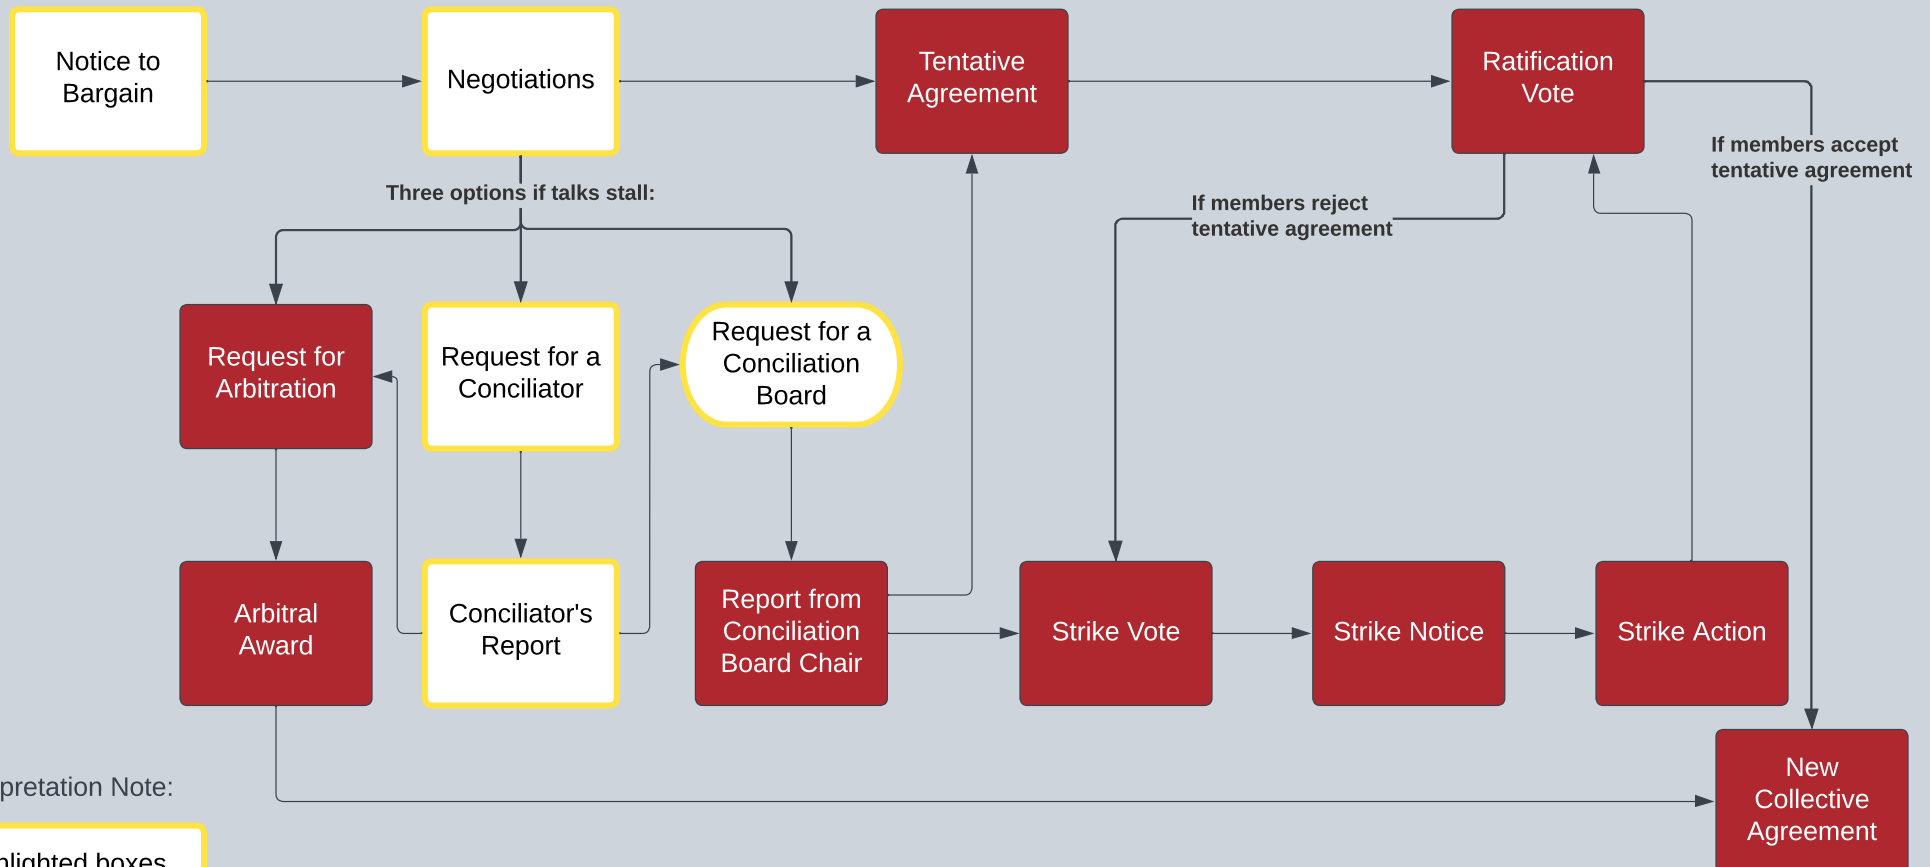 Notice to
Bargain
Negotiations
Tentative
Agreement
Ratification
Vote
If members accept
tentative agreement
Three options if talks stall:
If members reject
tentative agreement
Request for
Arbitration
Request for a
Conciliator
Request for a
Conciliation
Board
Arbitral
Award
Conciliator's
Report
Report from
Conciliation
Board Chair
Strike Vote
Strike Notice
Strike Action
New
Collective
Agreement
pretation Note:
hlighted boxes